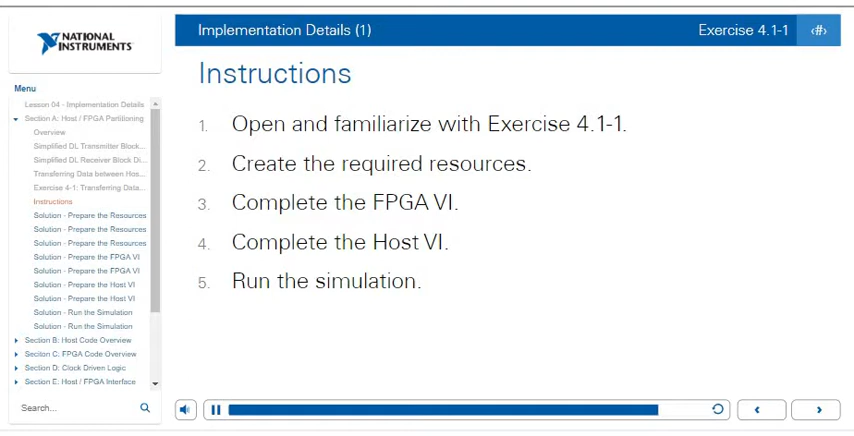 NATIONAL
INSTRUMENTS
Implementation Details (1)
Exercise 4.1-1
‹#›
Menu
Lesson 04 - Implementation Details
Section A: Host / FPGA Partitioning
Overview
Simplified DL Transmitter Block...
Simplified DL Receiver Block Di...
Transferring Data between Hos...
Exercise 4-1: Transferring Data...
Instructions
Solution - Prepare the Resources
Solution - Prepare the Resources
Solution - Prepare the Resources
Solution - Prepare the FPGA VI
Solution - Prepare the FPGA VI
Solution - Prepare the Host VI
Solution - Prepare the Host VI
Solution - Run the Simulation
Solution - Run the Simulation
Section B: Host Code Overview
Section C: FPGA Code Overview
Section D: Clock Driven Logic
Section E: Host / FPGA Interface
Search...
Instructions
1. Open and familiarize with Exercise 4.1-1.
2. Create the required resources.
3. Complete the FPGA VI.
4. Complete the Host VI.
5. Run the simulation.